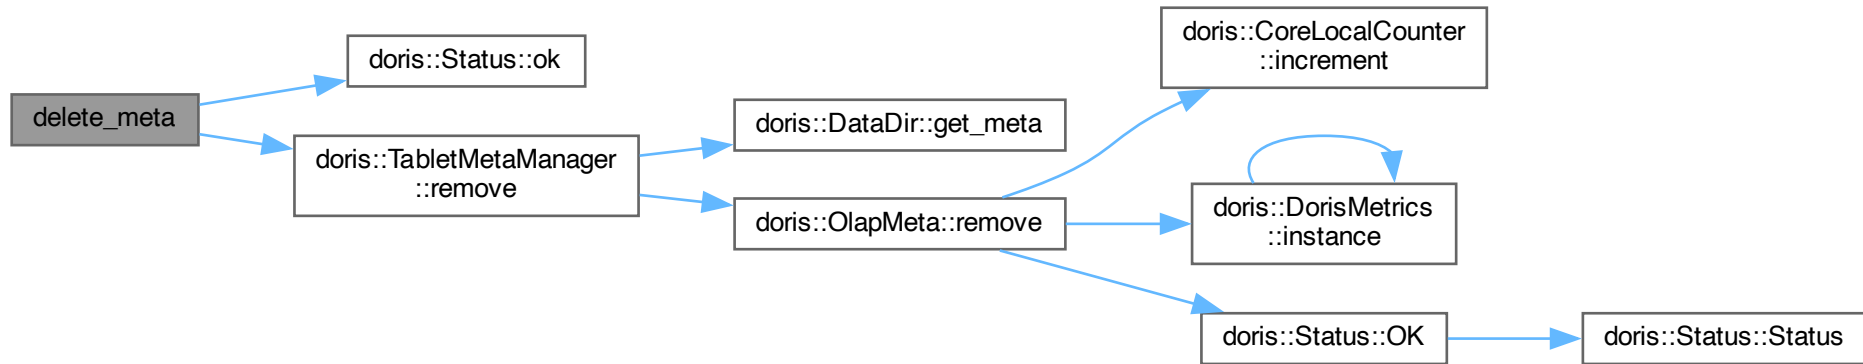 delete_meta
doris::Status::ok
doris::TabletMetaManager
::remove
doris::DataDir::get_meta
doris::OlapMeta::remove
doris::CoreLocalCounter
::increment
doris::DorisMetrics
::instance
doris::Status::OK
doris::Status::Status